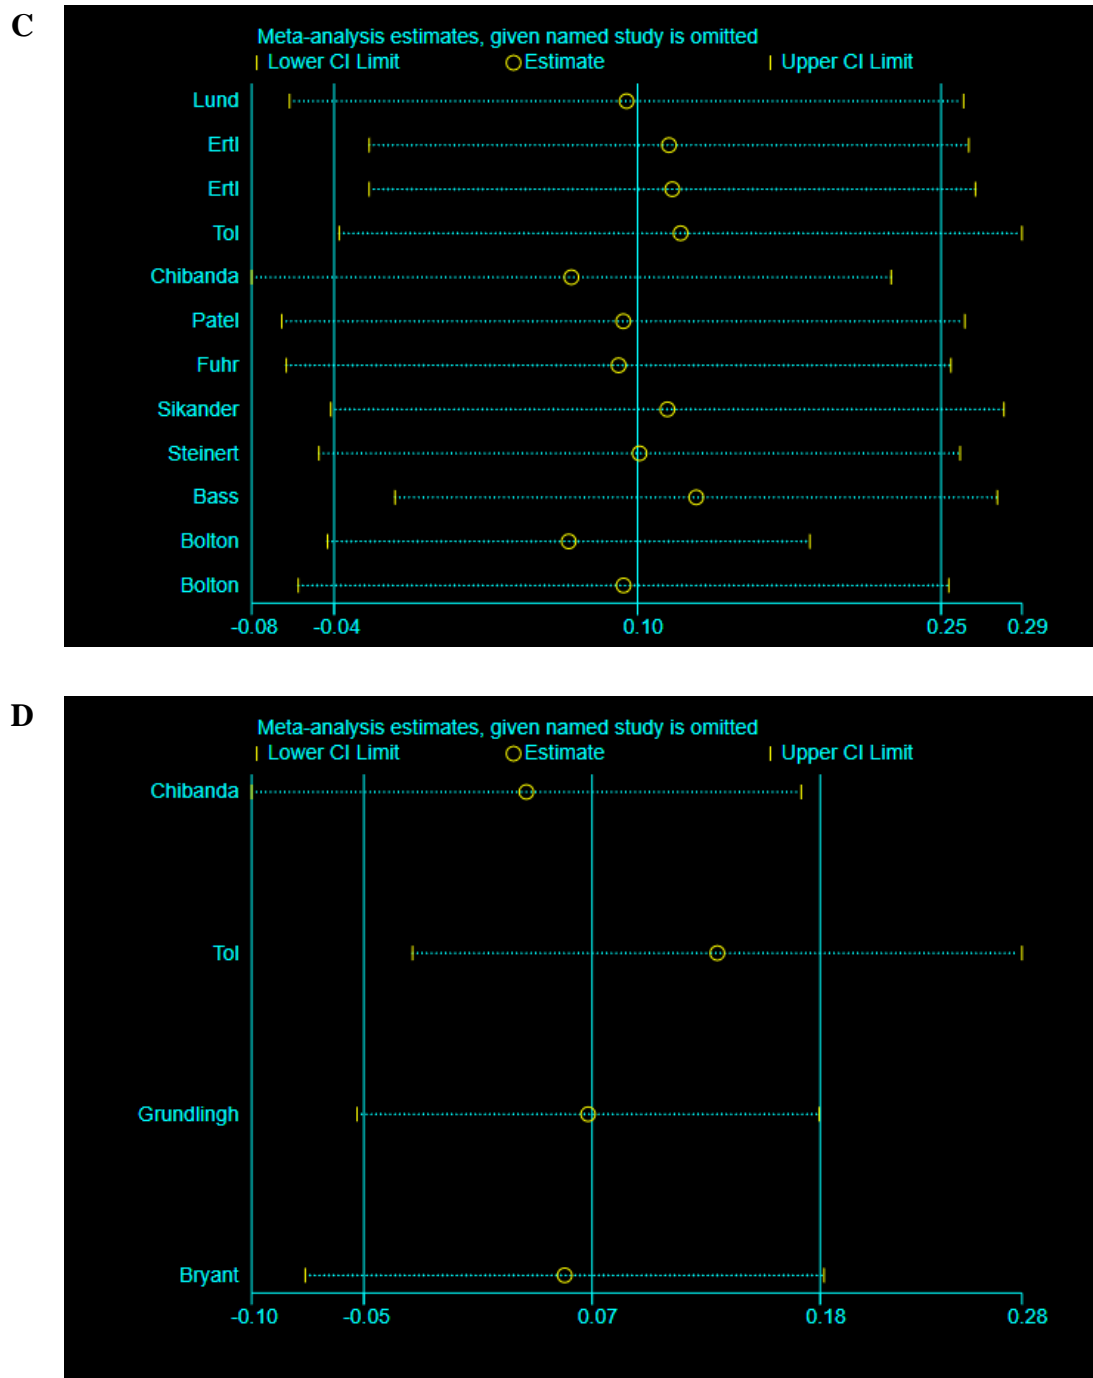 C
Meta-analysis estimates, given named study is omitted
| Lower CI Limit ○ Estimate | Upper CI Limit
Lund
Ertl
Ertl
Tol
Chibanda
Patel
Fuhr
Sikander
Steinert
Bass
Bolton
Bolton
-0.08 -0.04 0.10 0.25 0.29
D
Meta-analysis estimates, given named study is omitted
| Lower CI Limit ○ Estimate | Upper CI Limit
Chibanda
Tol
Grundlingh
Bryant
-0.10 -0.05 0.07 0.18 0.28